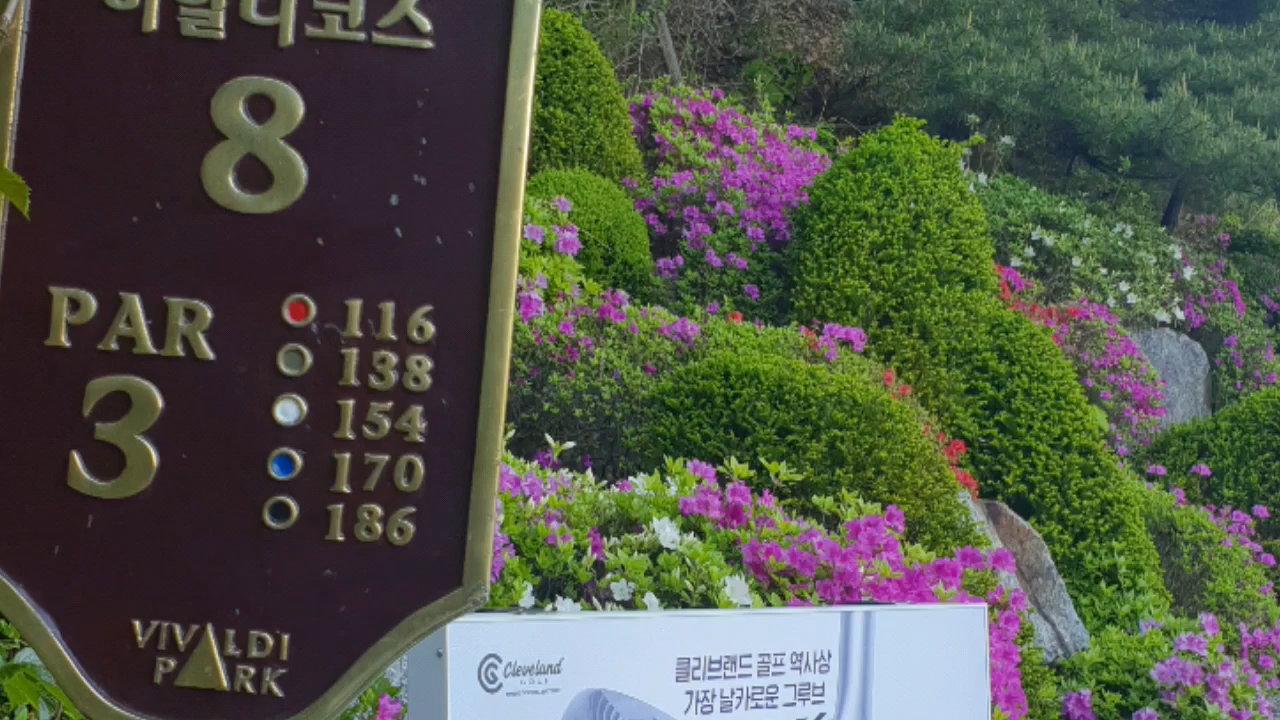 8
PAR
3
116
138
154
170
186
VIVALDI
PARK
Cleveland
GOLF
클리브랜드 골프 역사상
가장 날카로운 그루브